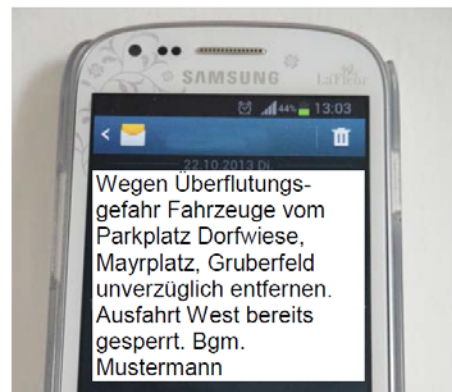 SAMSUNG
LaFleur
44% 13:03
22.10.2013 Di.
Wegen Überflutungs-
gefahr Fahrzeuge vom
Parkplatz Dorfwiese,
Mayrplatz, Gruberfeld
unverzüglich entfernen.
Ausfahrt West bereits
gesperrt. Bgm.
Mustermann